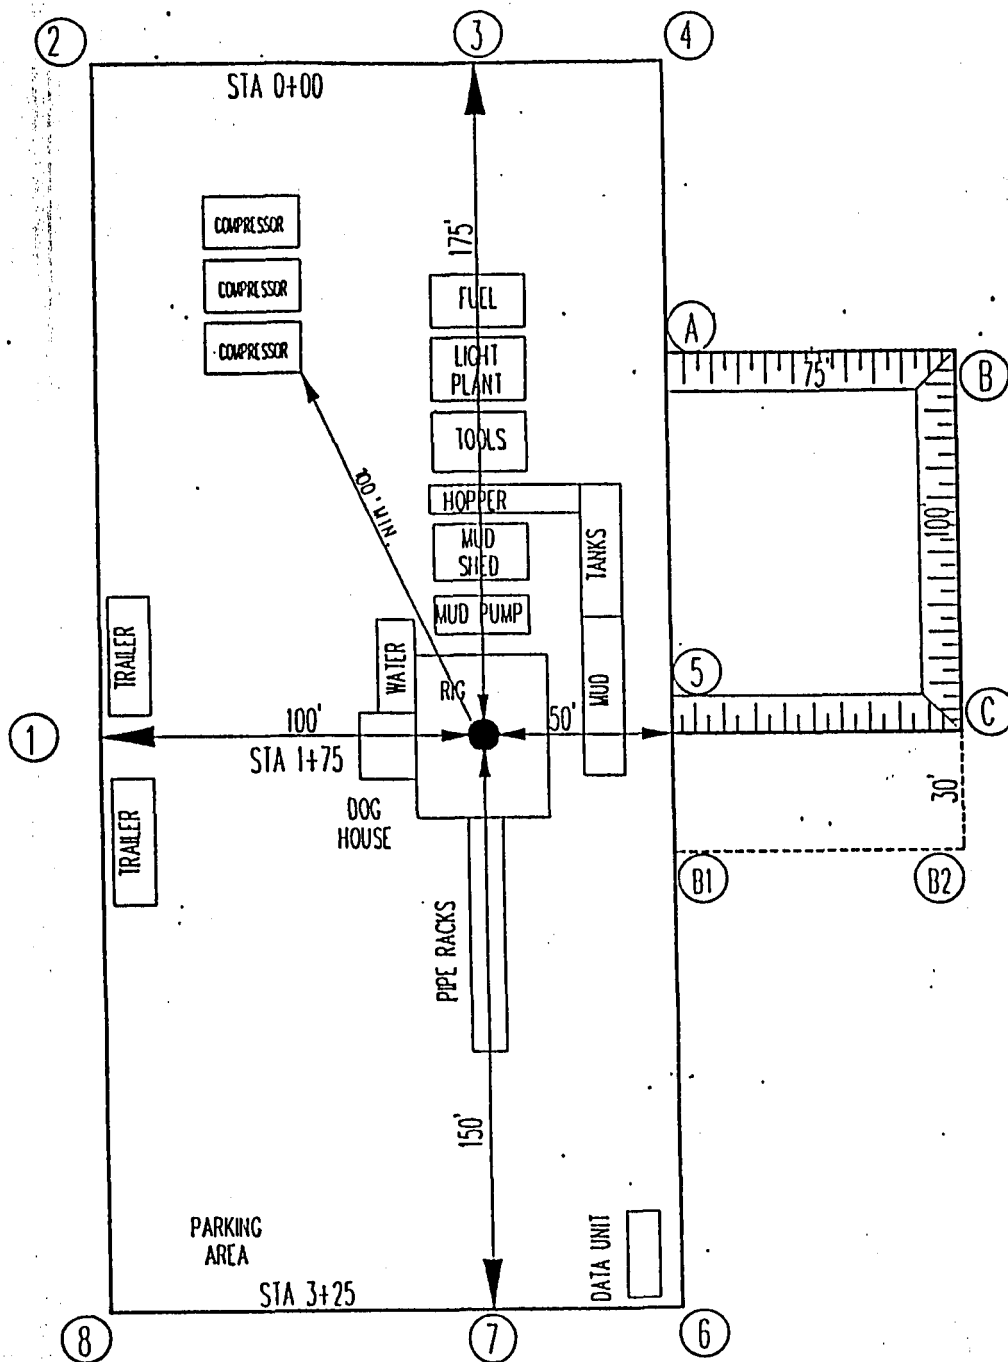 2
3
4
STA 0+00
COMPRESSOR
COMPRESSOR
COMPRESSOR
175'
FUEL
LIGHT
PLANT
TOOLS
HOPPER
MUD
SHED
MUD PUMP
TANKS
MUD
A
75'
B
100'
5
C
30'
B1
B2
100' MIN.
TRAILER
WATER
RIG
1
100'
50'
STA 1+75
TRAILER
DOG
HOUSE
PIPE RACKS
150'
PARKING
AREA
DATA UNIT
STA 3+25
8
7
6